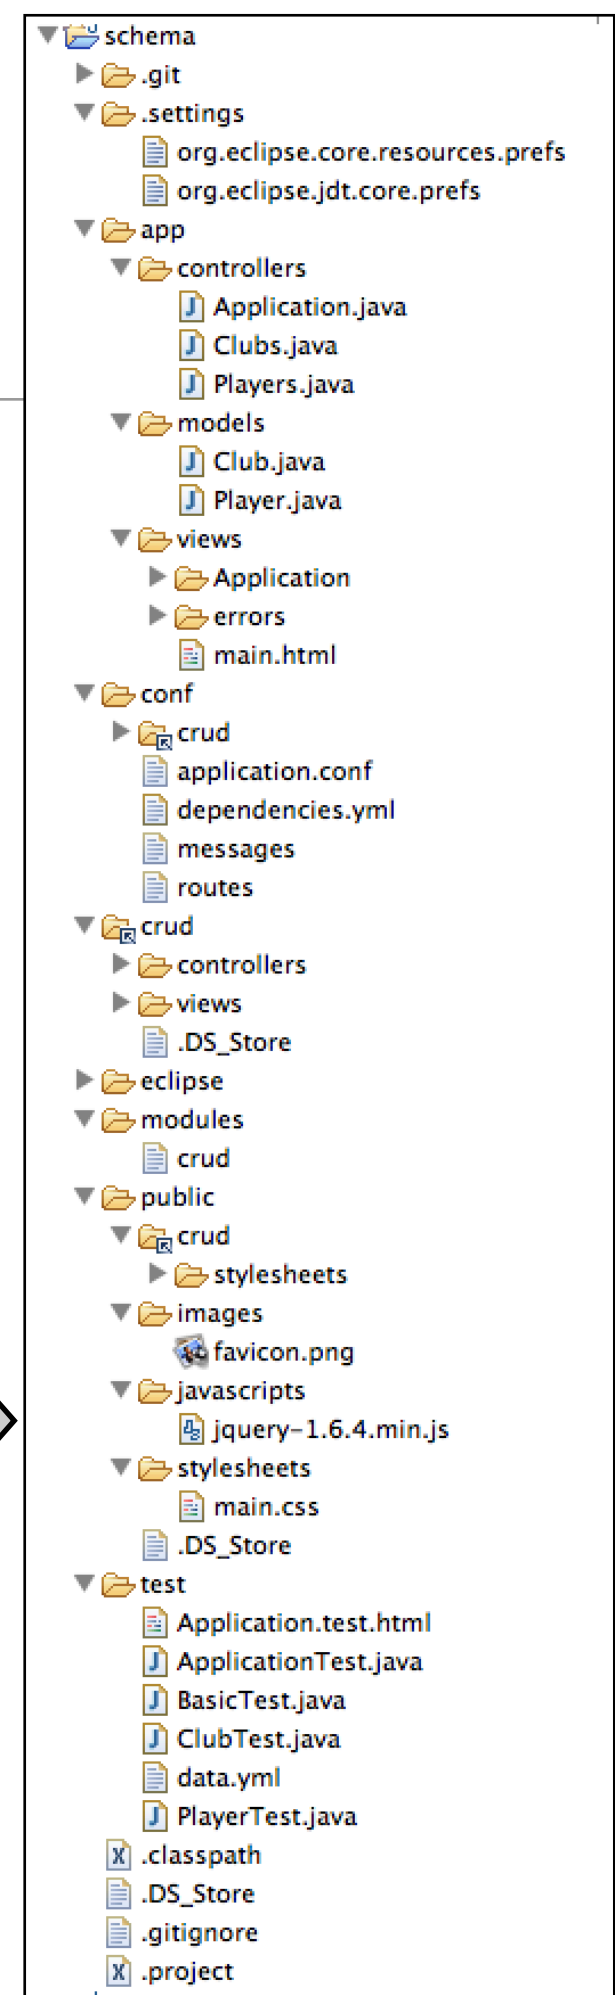 schema
.git
.settings
org.eclipse.core.resources.prefs
org.eclipse.jdt.core.prefs
app
controllers
Application.java
Clubs.java
Players.java
models
Club.java
Player.java
views
Application
errors
main.html
conf
crud
application.conf
dependencies.yml
messages
routes
crud
controllers
views
.DS_Store
eclipse
modules
crud
public
crud
stylesheets
images
favicon.png
javascripts
jquery-1.6.4.min.js
stylesheets
main.css
.DS_Store
test
Application.test.html
ApplicationTest.java
BasicTest.java
ClubTest.java
data.yml
PlayerTest.java
.classpath
.DS_Store
.gitignore
.project